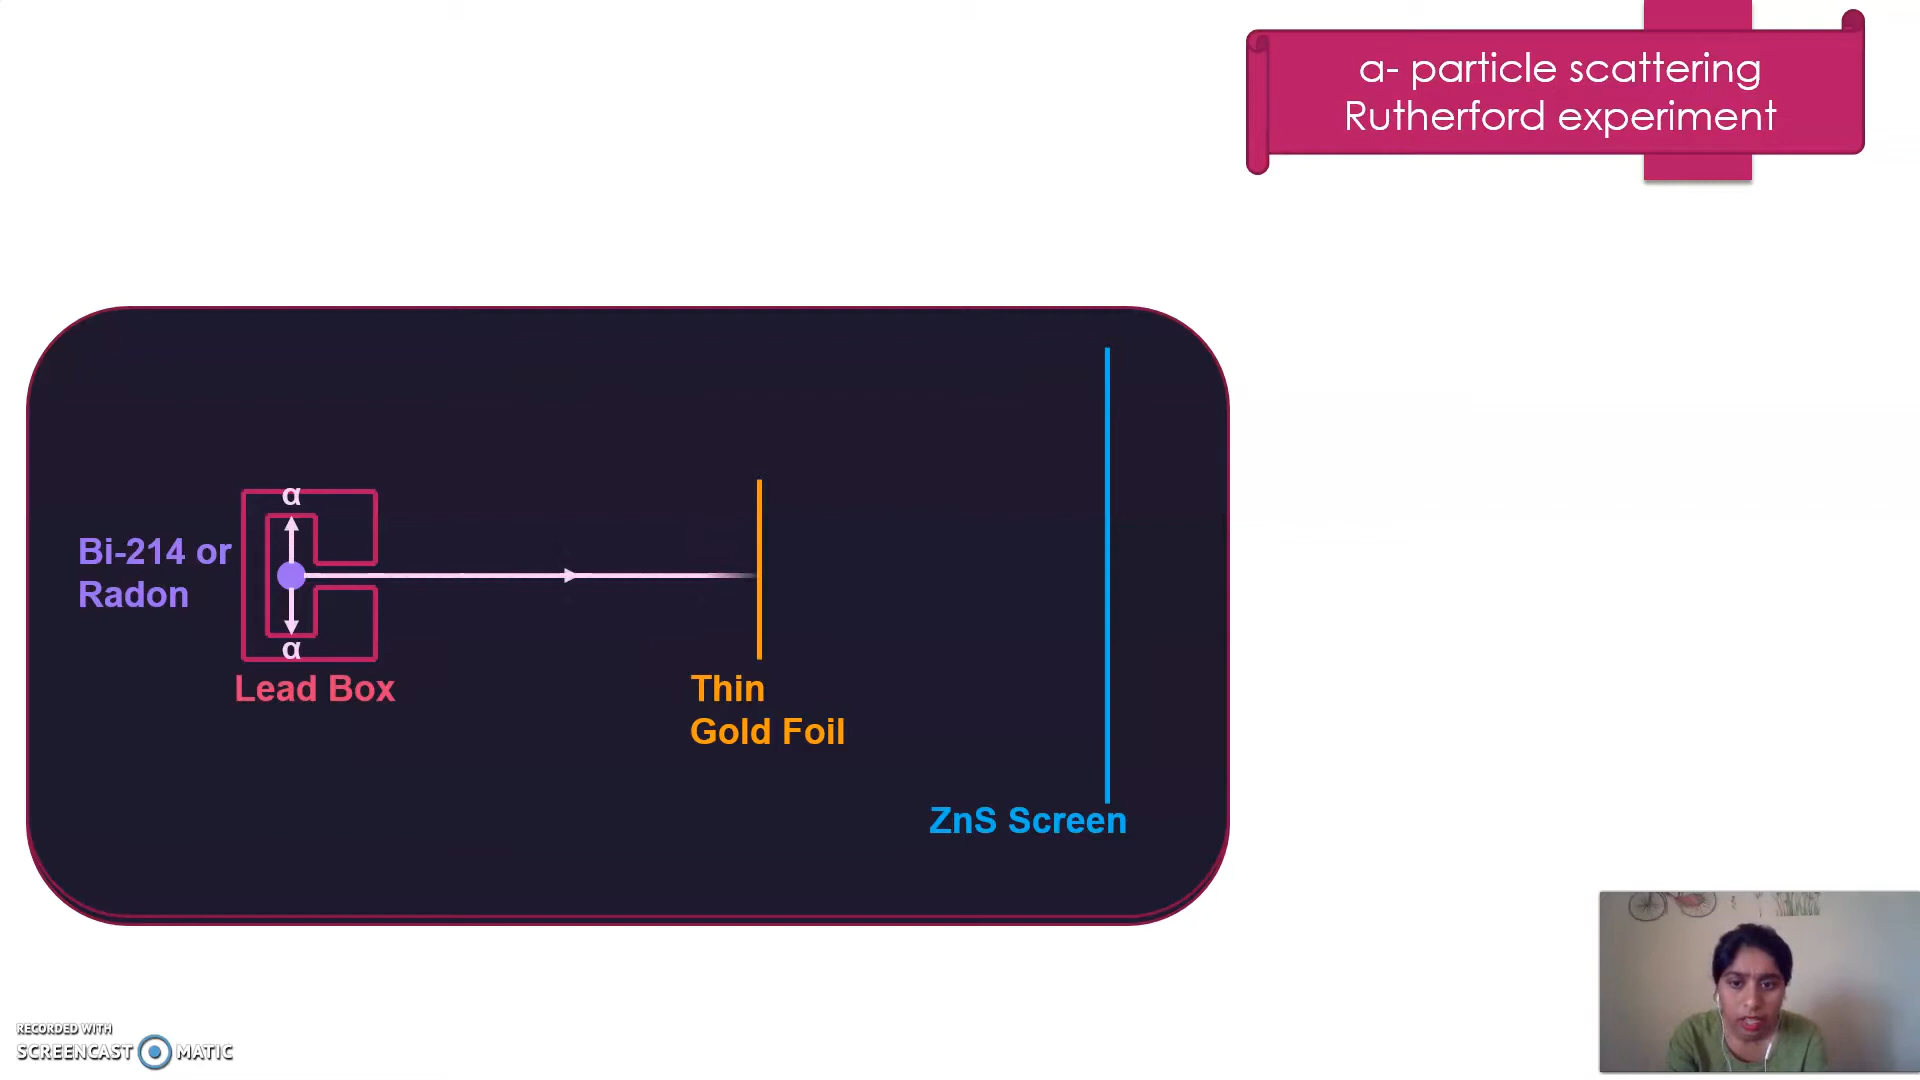 α- particle scattering
Rutherford experiment
α
Bi-214 or
Radon
α
Lead Box
Thin
Gold Foil
ZnS Screen
RECORDED WITH
SCREENCAST MATIC